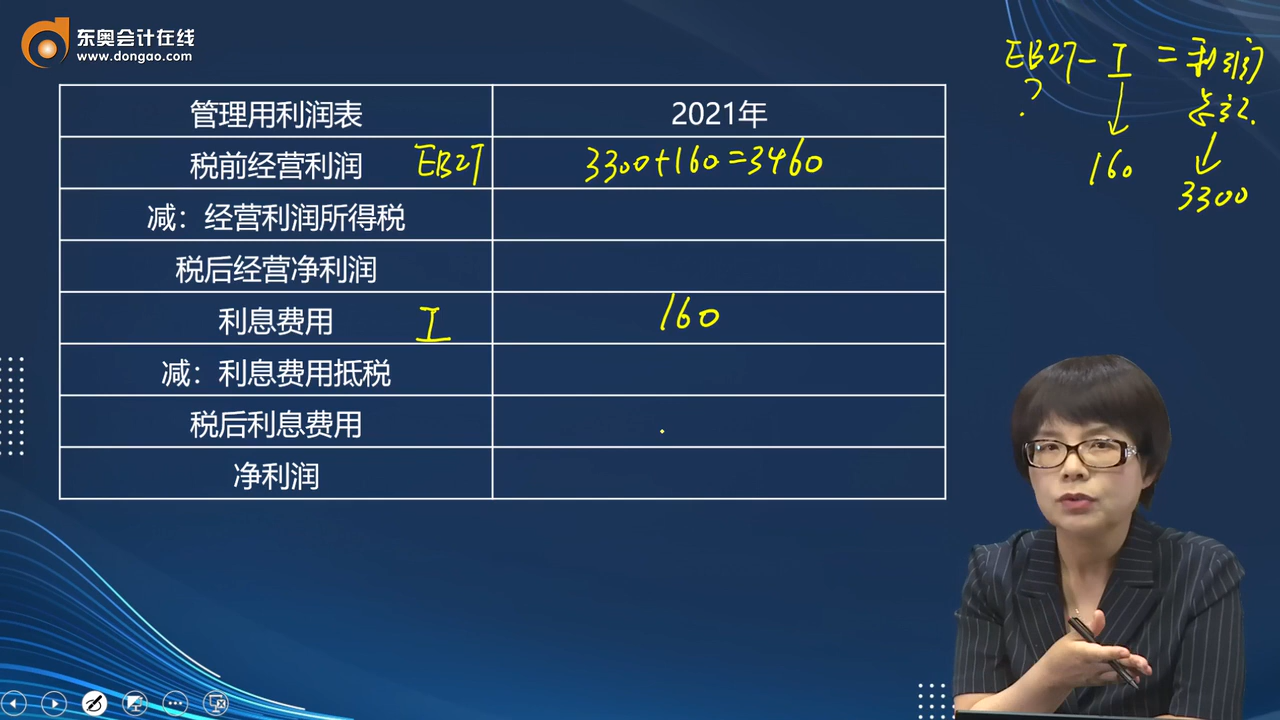 东奥会计在线
www.dongao.com
EBIT - I = 利润
?
总额
160
3300
管理用利润表 2021年
税前经营利润 EBIT 3300+160=3460
减：经营利润所得税
税后经营净利润
利息费用 I 160
减：利息费用抵税
税后利息费用
净利润